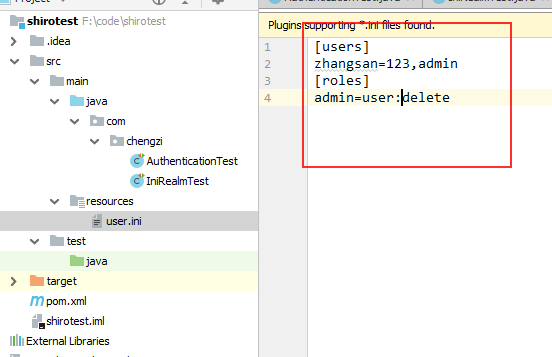 shirotest F:\code\shirotest
.idea
src
main
java
com
chengzi
AuthenticationTest
IniRealmTest
resources
user.ini
test
java
target
pom.xml
shirotest.iml
External Libraries
Plugins supporting *.ini files found.
1 [users]
2 zhangsan=123,admin
3 [roles]
4 admin=user:delete